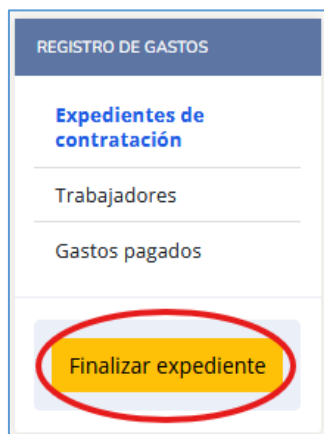 REGISTRO DE GASTOS
Expedientes de
contratación
Trabajadores
Gastos pagados
Finalizar expediente